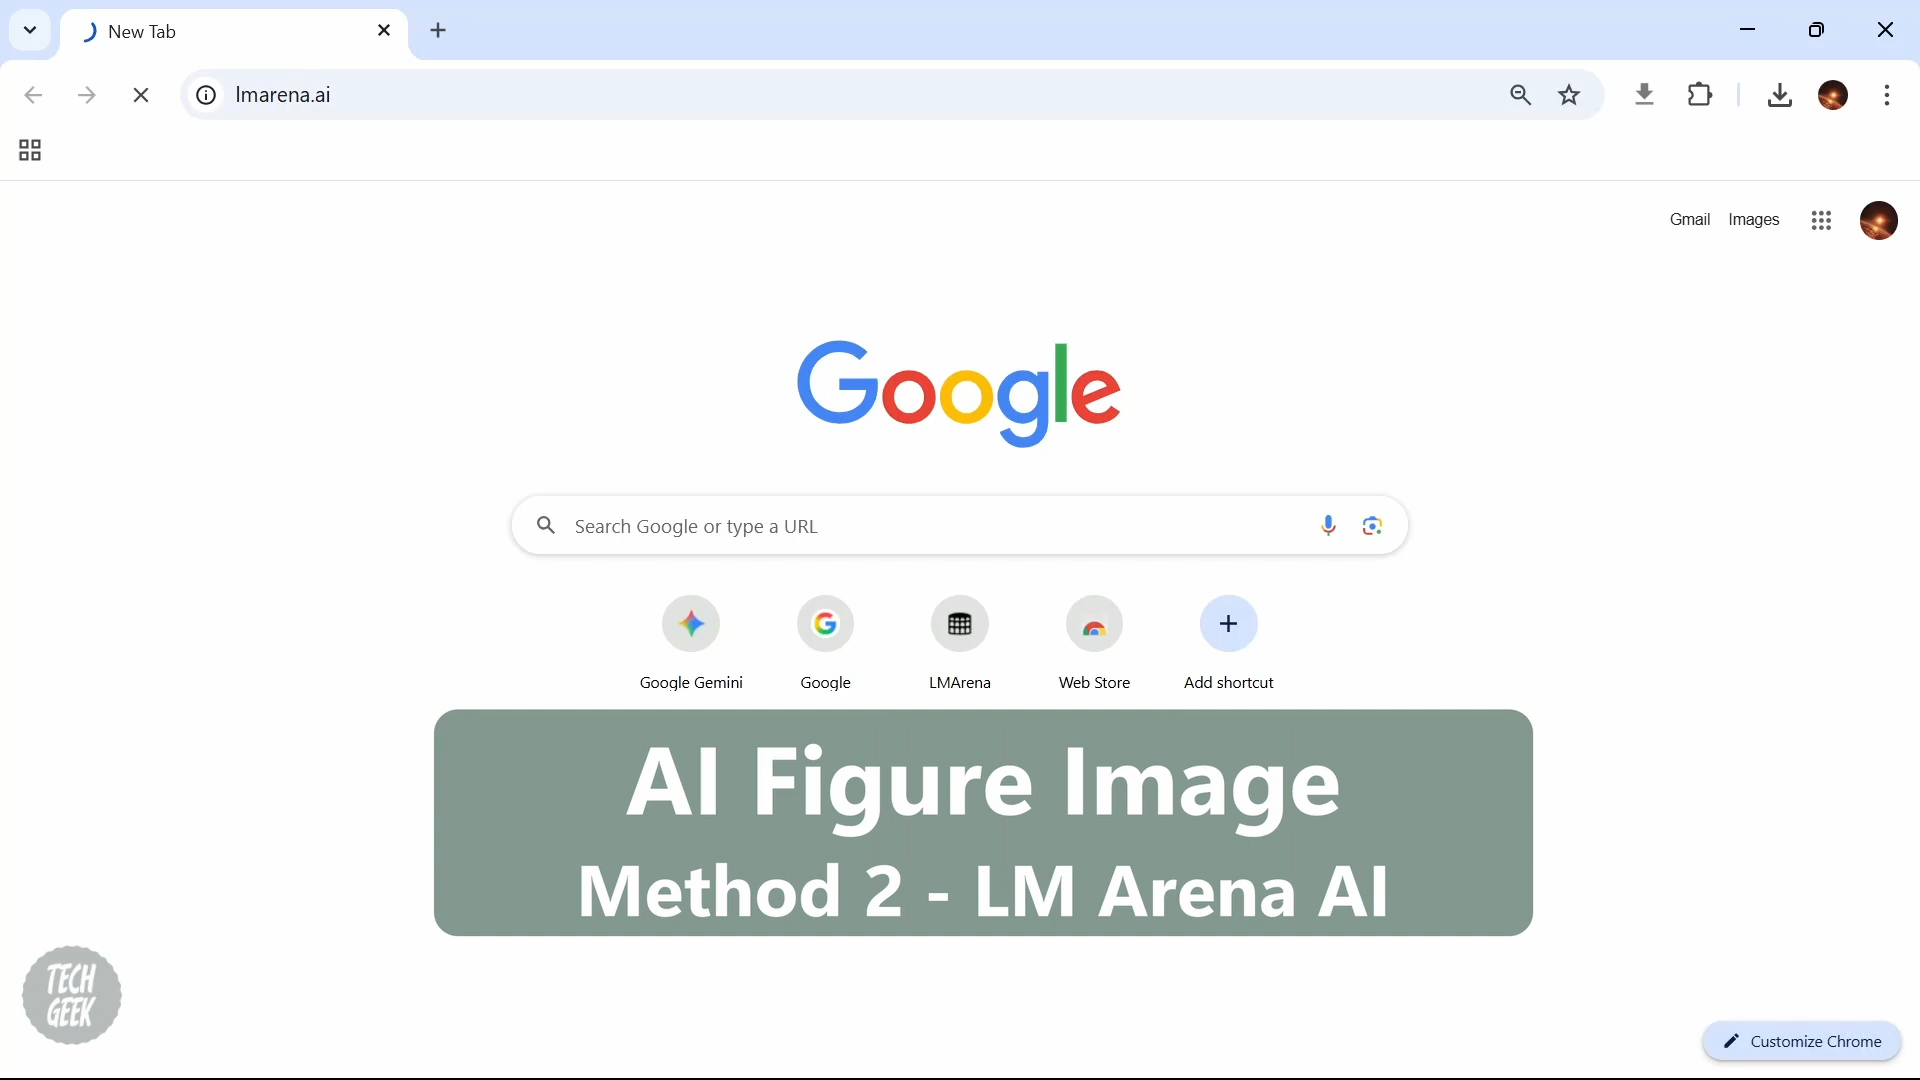 New Tab
lmarena.ai
Gmail Images
Google
Search Google or type a URL
Google Gemini
Google
LMArena
Web Store
Add shortcut
AI Figure Image
Method 2 - LM Arena AI
TECH
GEEK
Customize Chrome